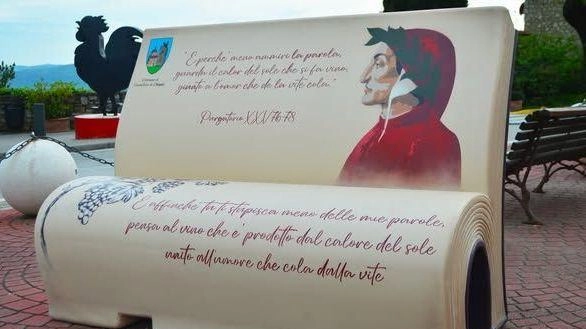 "E perché meno ammiri la parola,
guarda il calor del sole che si fa vino,
giunto a l'omor che de la vite cola."
Purgatorio XXV, 76-78
E affinché tu ti stupisca meno delle mie parole,
pensa al vino che è prodotto dal calore del sole
unito all'umore che cola dalla vite